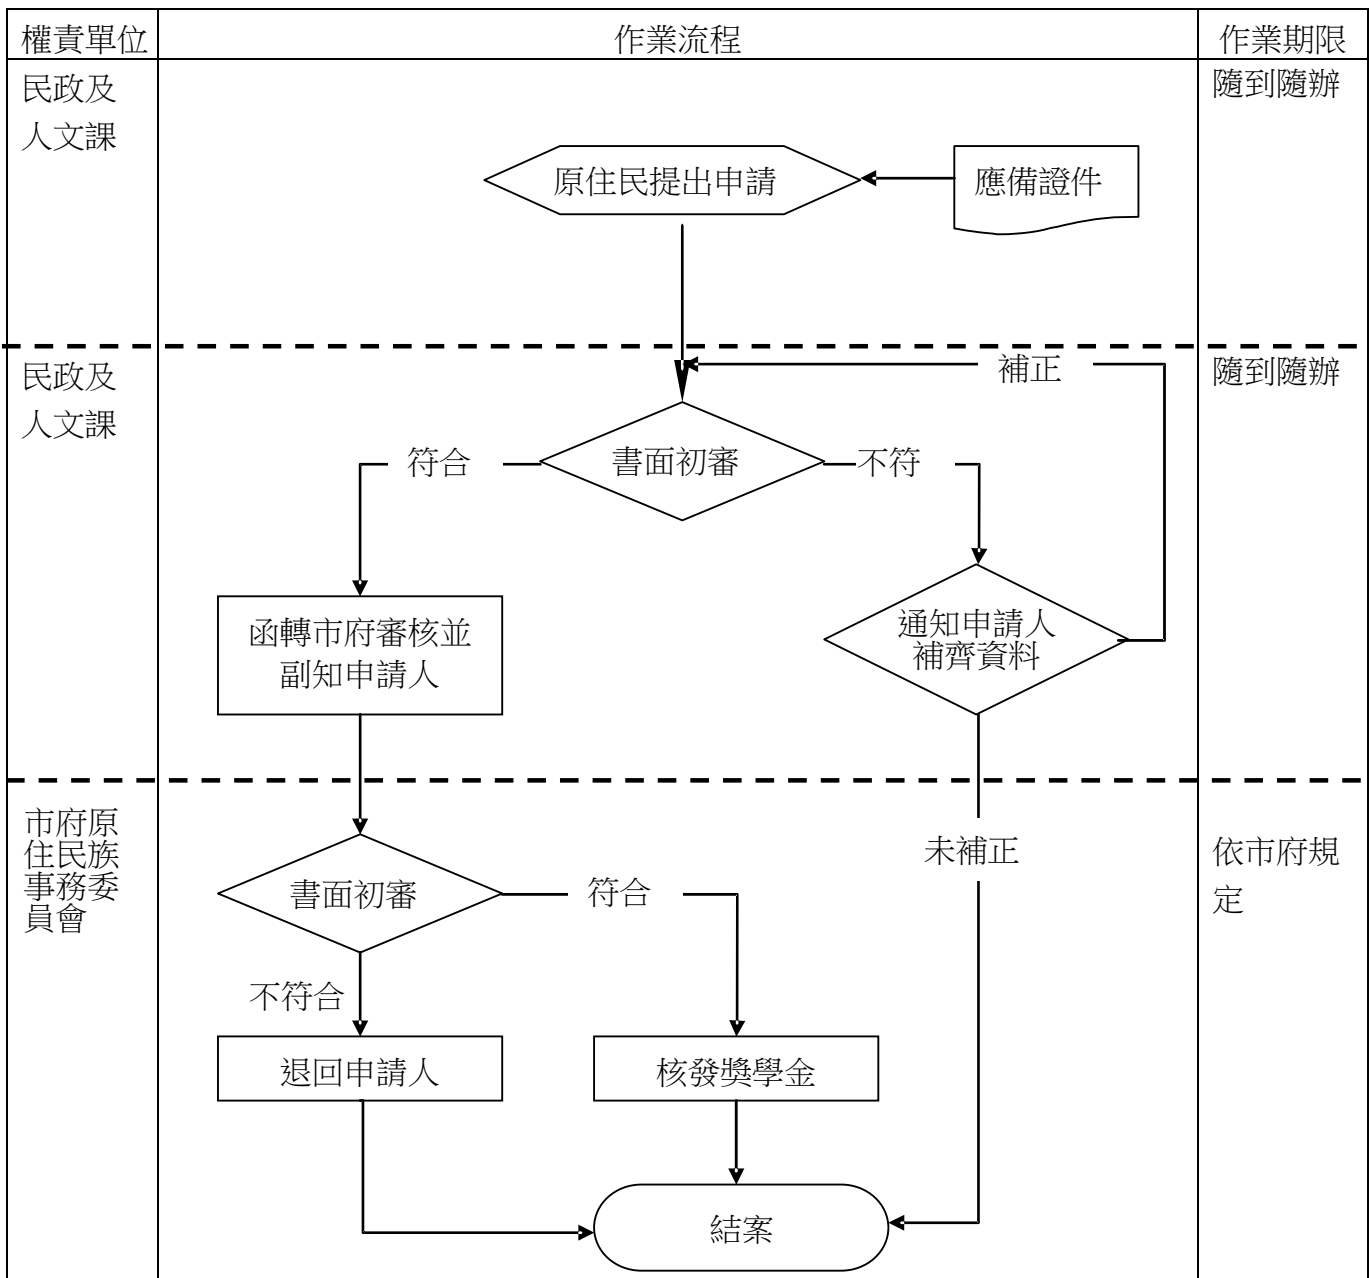 權責單位
作業流程
作業期限
民政及
人文課
隨到隨辦
原住民提出申請
應備證件
民政及
人文課
補正
隨到隨辦
符合
書面初審
不符
函轉市府審核並
副知申請人
通知申請人
補齊資料
市府原
住民族
事務委
員會
未補正
依市府規
定
書面初審
符合
不符合
退回申請人
核發獎學金
結案